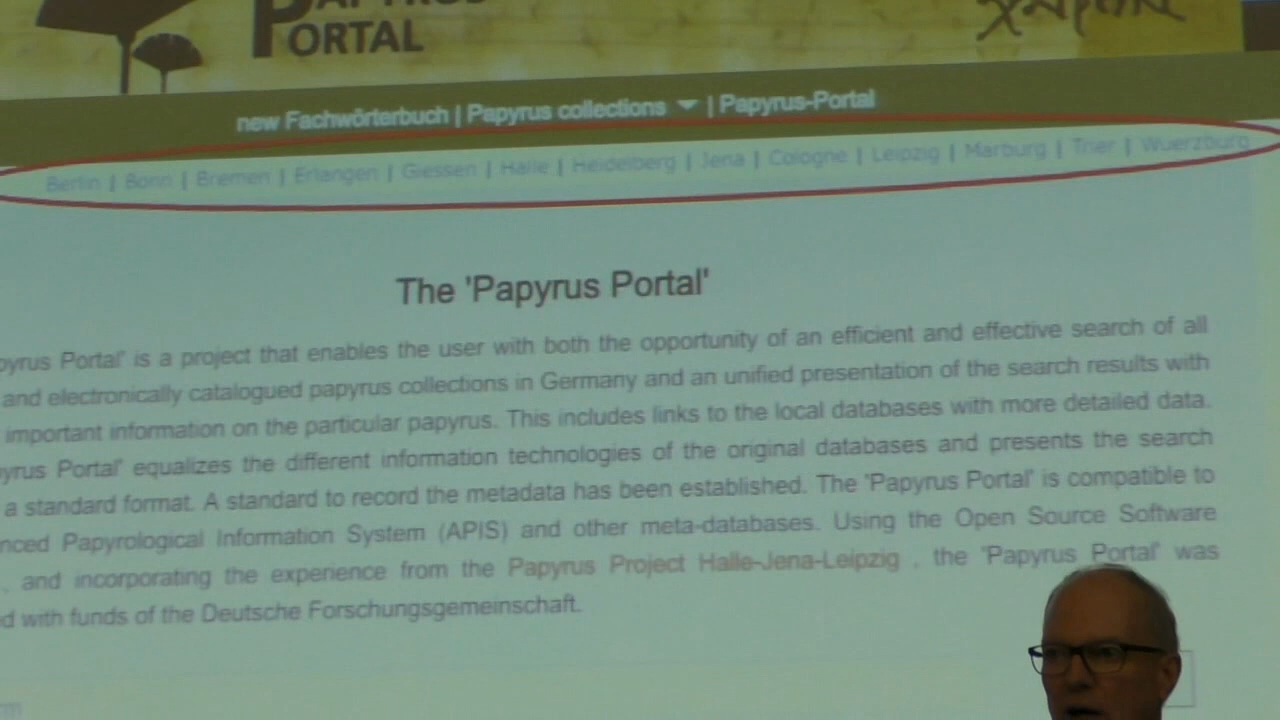 PORTAL
new Fachwörterbuch | Papyrus collections | Papyrus-Portal
Berlin | Bonn | Bremen | Erlangen | Giessen | Halle | Heidelberg | Jena | Cologne | Leipzig | Marburg | Trier | Wuerzburg
The 'Papyrus Portal'
pyrus Portal' is a project that enables the user with both the opportunity of an efficient and effective search of all
and electronically catalogued papyrus collections in Germany and an unified presentation of the search results with
important information on the particular papyrus. This includes links to the local databases with more detailed data.
yrus Portal' equalizes the different information technologies of the original databases and presents the search
a standard format. A standard to record the metadata has been established. The 'Papyrus Portal' is compatible to
nced Papyrological Information System (APIS) and other meta-databases. Using the Open Source Software
, and incorporating the experience from the Papyrus Project Halle-Jena-Leipzig , the 'Papyrus Portal' was
d with funds of the Deutsche Forschungsgemeinschaft.